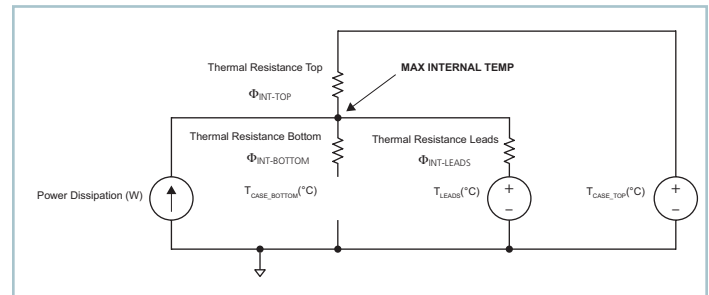 Thermal Resistance Top
MAX INTERNAL TEMP
ΦINT-TOP
Thermal Resistance Bottom
Thermal Resistance Leads
ΦINT-BOTTOM
ΦINT-LEADS
Power Dissipation (W)
TCASE_BOTTOM(°C)
TLEADS(°C)
TCASE_TOP(°C)
+
–
+
–